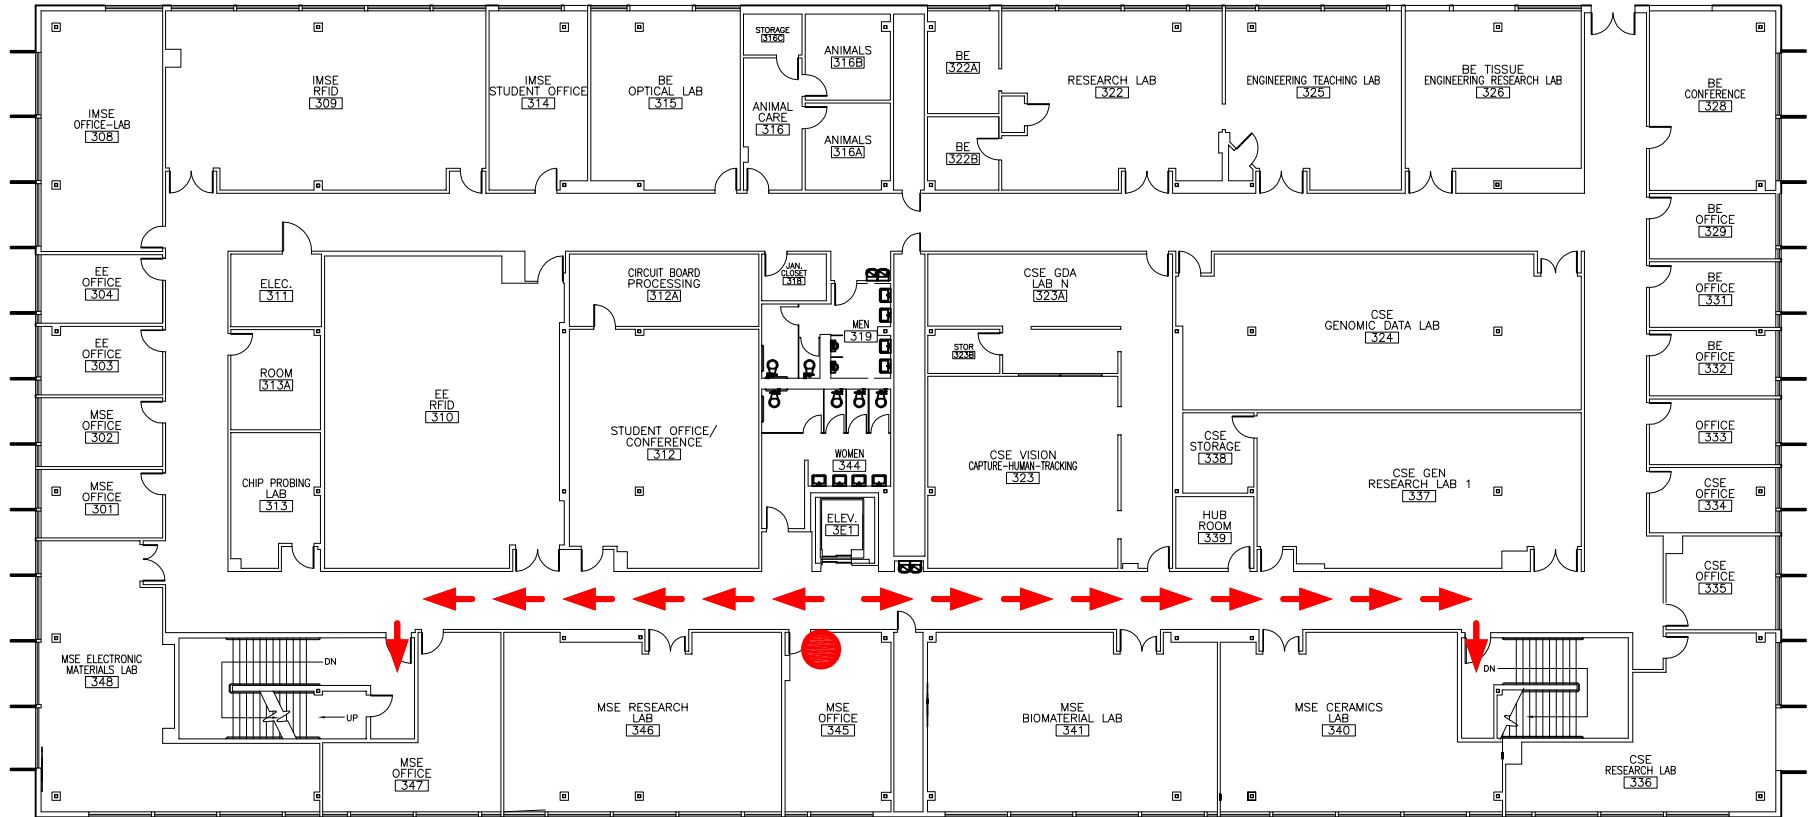 STORAGE
316C
ANIMALS
316B
BE
322A
IMSE
RFID
309
IMSE
STUDENT OFFICE
314
BE
OPTICAL LAB
315
RESEARCH LAB
322
ENGINEERING TEACHING LAB
325
BE TISSUE
ENGINEERING RESEARCH LAB
326
BE
CONFERENCE
328
IMSE
OFFICE-LAB
308
ANIMAL
CARE
316
ANIMALS
316A
BE
322B
BE
OFFICE
329
EE
OFFICE
304
ELEC.
311
CIRCUIT BOARD
PROCESSING
312A
JAN.
CLOSET
318
CSE GDA
LAB N
323A
BE
OFFICE
331
MEN
319
STOR
323B
CSE
GENOMIC DATA LAB
324
EE
OFFICE
303
BE
OFFICE
332
ROOM
313A
EE
RFID
310
MSE
OFFICE
302
STUDENT OFFICE/
CONFERENCE
312
WOMEN
344
CSE VISION
CAPTURE-HUMAN-TRACKING
323
CSE
STORAGE
338
OFFICE
333
CSE GEN
RESEARCH LAB 1
337
MSE
OFFICE
301
CHIP PROBING
LAB
313
CSE
OFFICE
334
ELEV.
3E1
HUB
ROOM
339
CSE
OFFICE
335
MSE ELECTRONIC
MATERIALS LAB
348
DN
UP
DN
MSE RESEARCH
LAB
346
MSE
OFFICE
345
MSE
BIOMATERIAL LAB
341
MSE CERAMICS
LAB
340
MSE
OFFICE
347
CSE
RESEARCH LAB
336